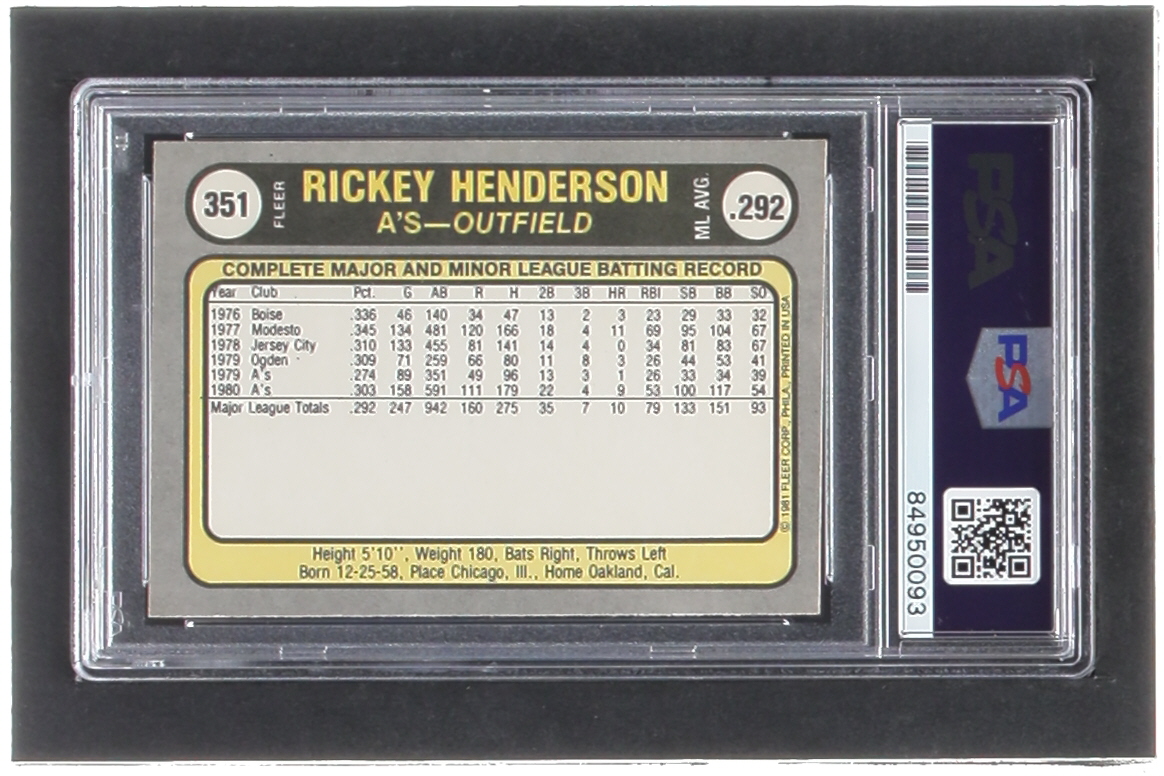 351
FLEER
RICKEY HENDERSON
A'S—OUTFIELD
ML AVG.
.292
COMPLETE MAJOR AND MINOR LEAGUE BATTING RECORD
Year Club Pct. G AB R H 2B 3B HR RBI SB BB SO
1976 Boise .336 46 140 34 47 13 2 3 23 29 33 32
1977 Modesto .345 134 481 120 166 18 4 11 69 95 104 67
1978 Jersey City .310 133 455 81 141 14 4 0 34 81 83 67
1979 Ogden .309 71 259 66 80 11 8 3 26 44 53 41
1979 A's .274 89 351 49 96 13 3 1 26 33 34 39
1980 A's .303 158 591 111 179 22 4 9 53 100 117 54
Major League Totals .292 247 942 160 275 35 7 10 79 133 151 93
© 1981 FLEER CORP., PHILA., PRINTED IN USA
Height 5'10'', Weight 180, Bats Right, Throws Left
Born 12-25-58, Place Chicago, Ill., Home Oakland, Cal.
PSA
PSA
84950093